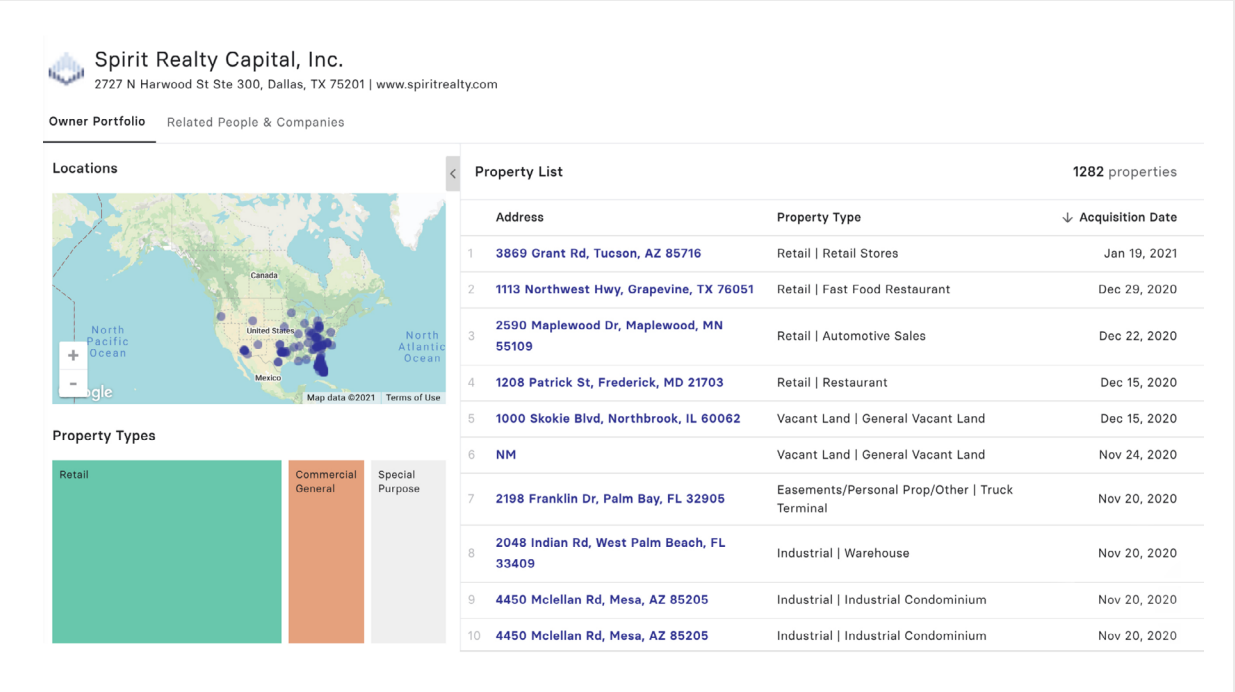 Spirit Realty Capital, Inc.
2727 N Harwood St Ste 300, Dallas, TX 75201 | www.spiritrealty.com
Owner Portfolio Related People & Companies
Locations
Canada
United States
Mexico
North
Pacific
Ocean
North
Atlantic
Ocean
+
-
Map data ©2021 Terms of Use
Property Types
Retail
Commercial
General
Special
Purpose
Property List 1282 properties
Address Property Type ↓ Acquisition Date
1 3869 Grant Rd, Tucson, AZ 85716 Retail | Retail Stores Jan 19, 2021
2 1113 Northwest Hwy, Grapevine, TX 76051 Retail | Fast Food Restaurant Dec 29, 2020
3 2590 Maplewood Dr, Maplewood, MN
55109 Retail | Automotive Sales Dec 22, 2020
4 1208 Patrick St, Frederick, MD 21703 Retail | Restaurant Dec 15, 2020
5 1000 Skokie Blvd, Northbrook, IL 60062 Vacant Land | General Vacant Land Dec 15, 2020
6 NM Vacant Land | General Vacant Land Nov 24, 2020
7 2198 Franklin Dr, Palm Bay, FL 32905 Easements/Personal Prop/Other | Truck
Terminal Nov 20, 2020
8 2048 Indian Rd, West Palm Beach, FL
33409 Industrial | Warehouse Nov 20, 2020
9 4450 Mclellan Rd, Mesa, AZ 85205 Industrial | Industrial Condominium Nov 20, 2020
10 4450 Mclellan Rd, Mesa, AZ 85205 Industrial | Industrial Condominium Nov 20, 2020